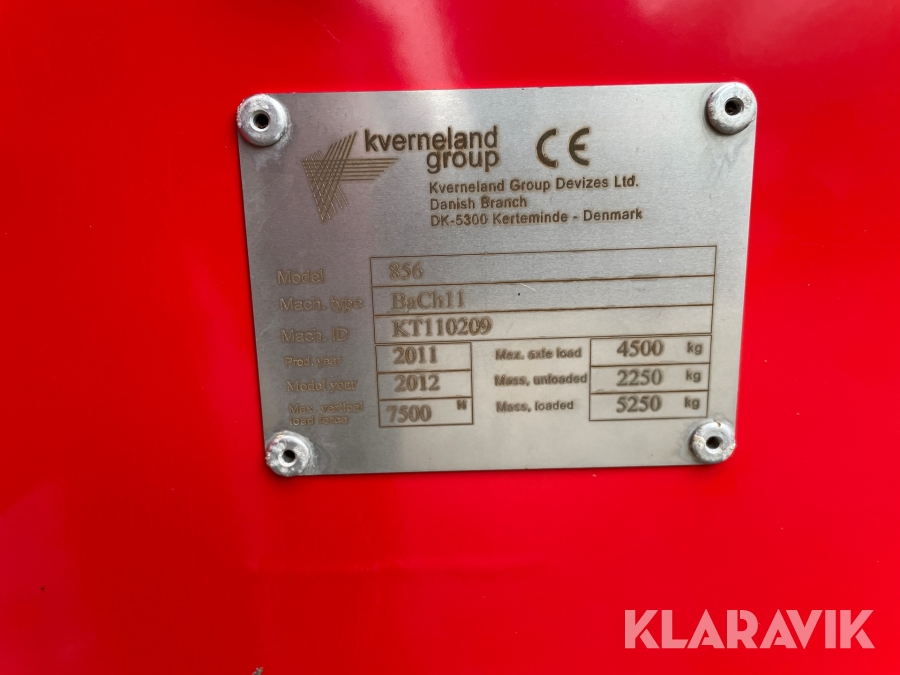 kverneland
group
CE
Kverneland Group Devizes Ltd.
Danish Branch
DK-5300 Kerteminde - Denmark
Model 856
Mach. type BaCh11
Mach. ID KT110209
Prod. year 2011 Max. axle load 4500 kg
Model year 2012 Mass, unloaded 2250 kg
Max. vertical load force 7500 N Mass, loaded 5250 kg
KLARAVIK